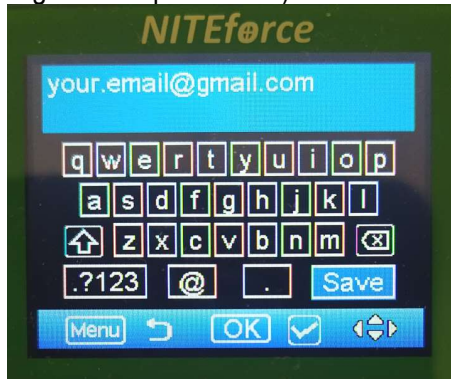 NITEforce
your.email@gmail.com
q w e r t y u i o p
a s d f g h j k l
z x c v b n m
.?123 @ . Save
Menu OK